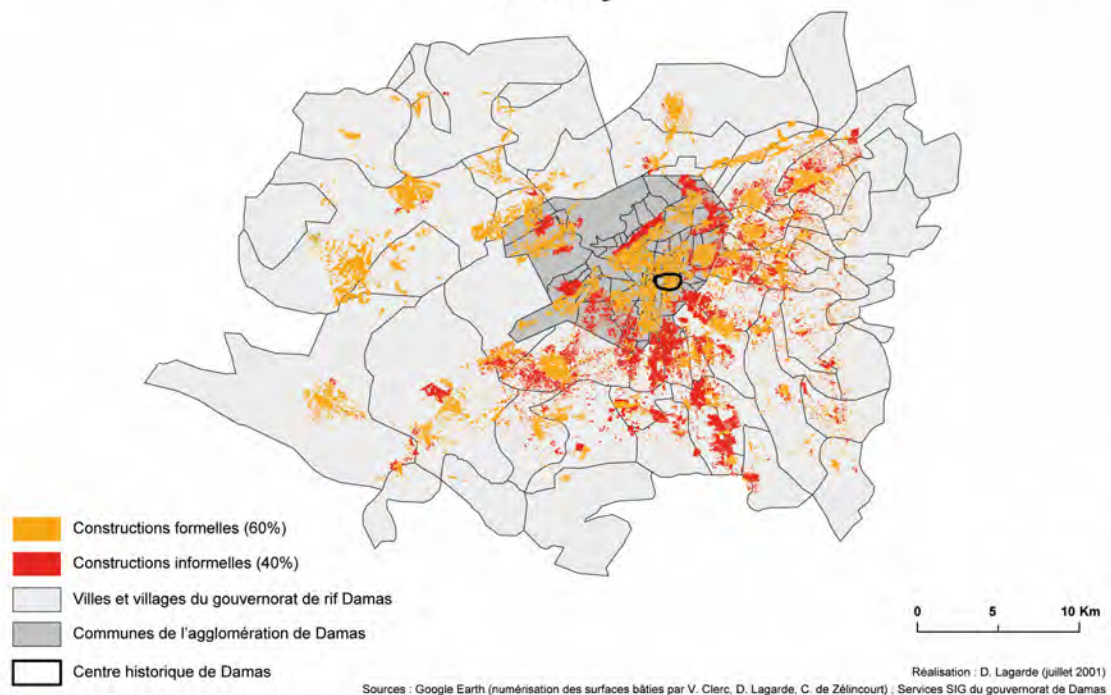 Constructions formelles (60%)
Constructions informelles (40%)
Villes et villages du gouvernorat de rif Damas
Communes de l'agglomération de Damas
Centre historique de Damas
0 5 10 Km
Réalisation : D. Lagarde (juillet 2001)
Sources : Google Earth (numérisation des surfaces bâties par V. Clerc, D. Lagarde, C. de Zélincourt) ; Services SIG du gouvernorat de Damas